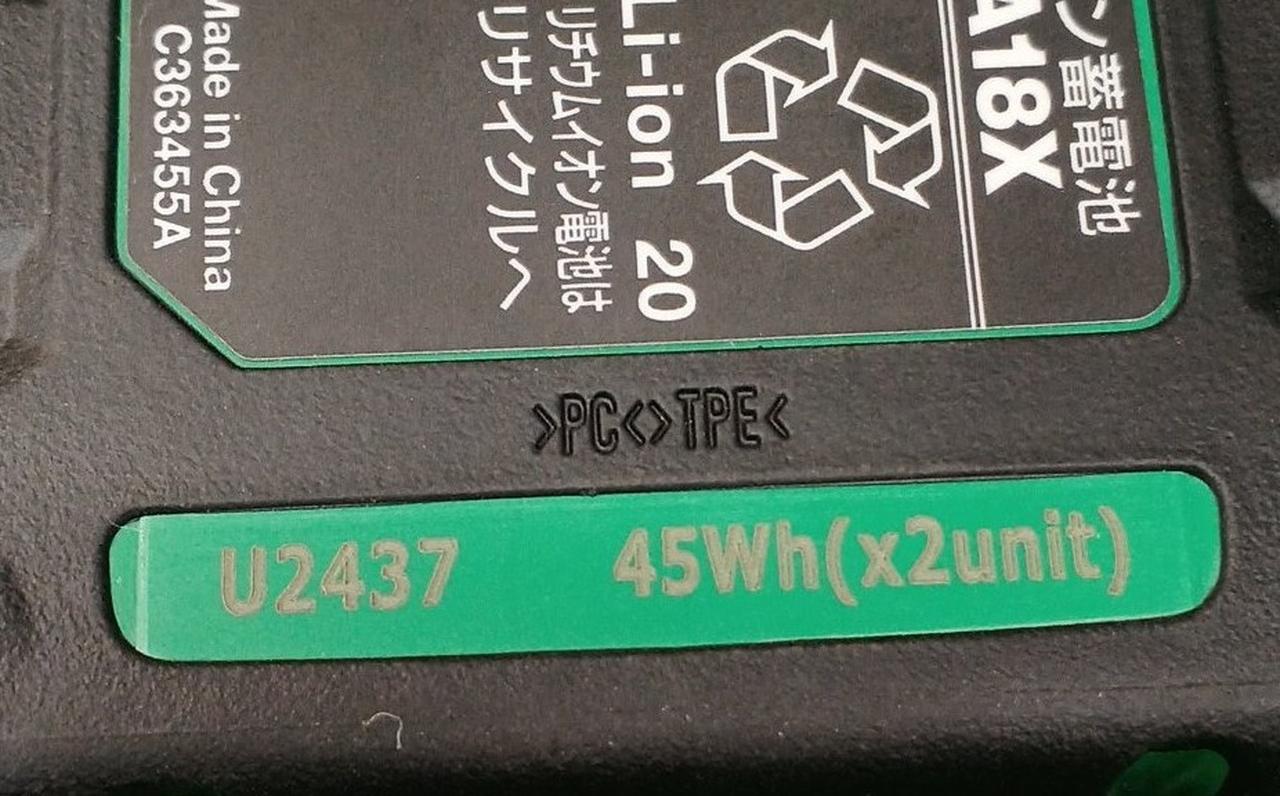 ン蓄電池
A18X
Li-ion 20
リチウムイオン電池は
リサイクルへ
Made in China
C363455A
>PC<>TPE<
U2437 45Wh(x2unit)